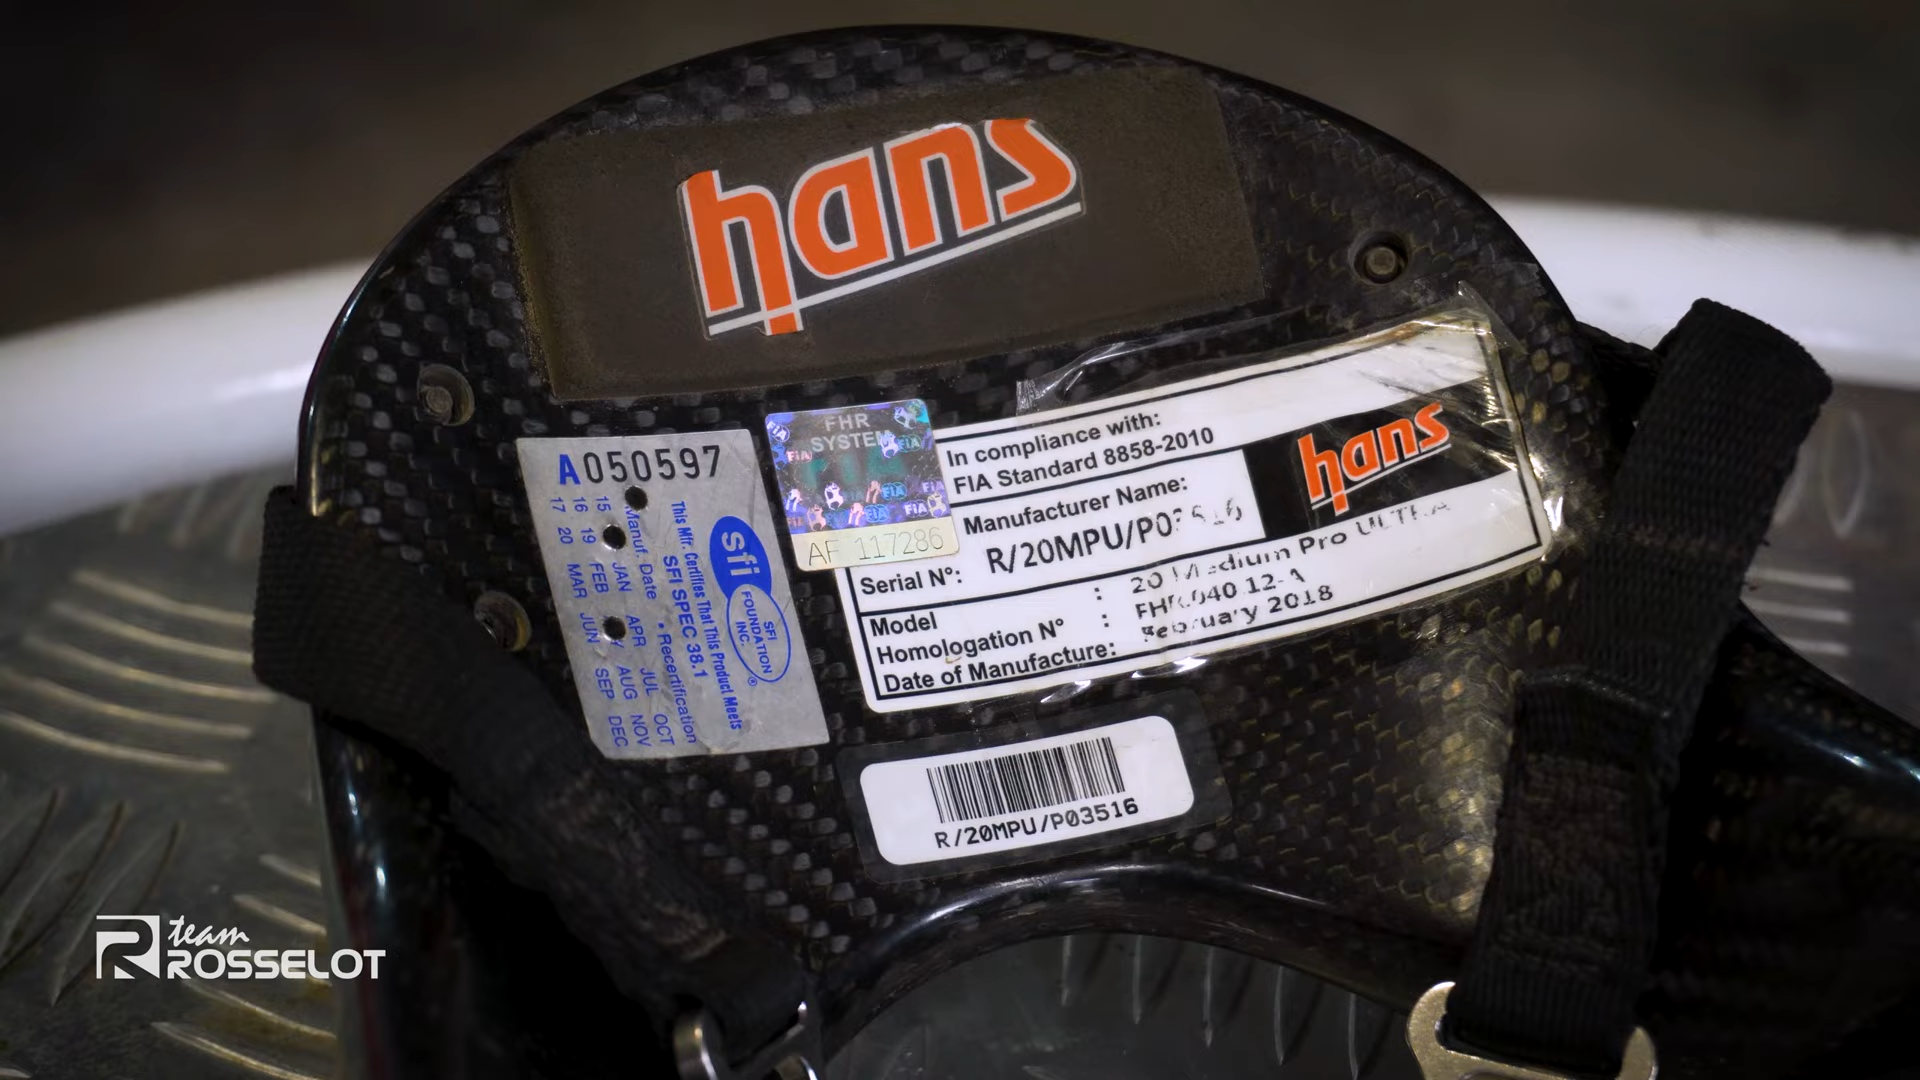 hans
A050597
15 16 17
19 20
Manuf. Date
JAN FEB MAR
APR JUN
JUL AUG SEP
OCT NOV DEC
• Recertification
SFI SPEC 38.1
This Mfr. Certifies That This Product Meets
sfi
SFI
FOUNDATION
INC.
®
FHR
SYSTEM
FIA
AF 117286
In compliance with:
FIA Standard 8858-2010
Manufacturer Name:
hans
Serial N°: R/20MPU/P03516
Model : 20 Medium Pro ULTRA
Homologation N° : FHR.040.12-A
Date of Manufacture: February 2018
R/20MPU/P03516
team
ROSSELOT